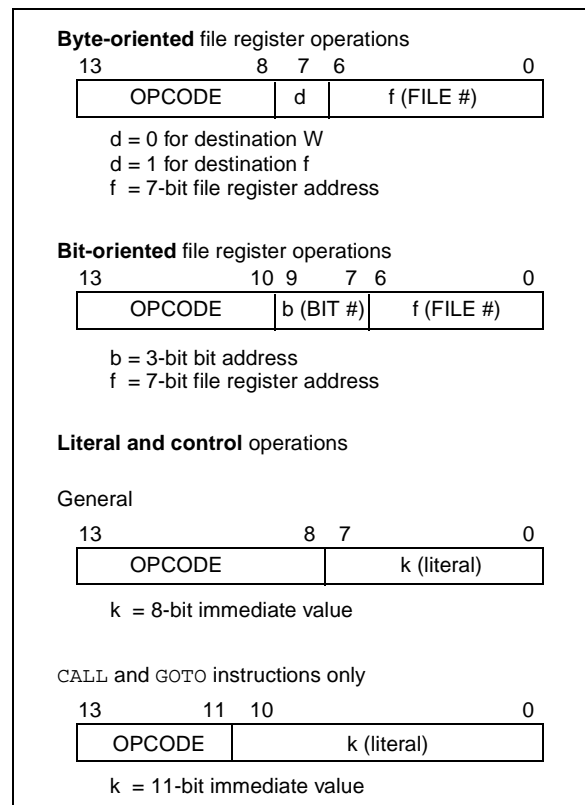 Byte-oriented file register operations
13 8 7 6 0
OPCODE d f (FILE #)
d = 0 for destination W
d = 1 for destination f
f = 7-bit file register address
Bit-oriented file register operations
13 10 9 7 6 0
OPCODE b (BIT #) f (FILE #)
b = 3-bit bit address
f = 7-bit file register address
Literal and control operations
General
13 8 7 0
OPCODE k (literal)
k = 8-bit immediate value
CALL and GOTO instructions only
13 11 10 0
OPCODE k (literal)
k = 11-bit immediate value